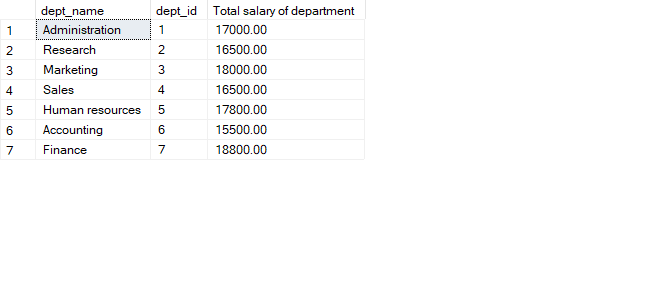 dept_name dept_id Total salary of department
1 Administration 1 17000.00
2 Research 2 16500.00
3 Marketing 3 18000.00
4 Sales 4 16500.00
5 Human resources 5 17800.00
6 Accounting 6 15500.00
7 Finance 7 18800.00